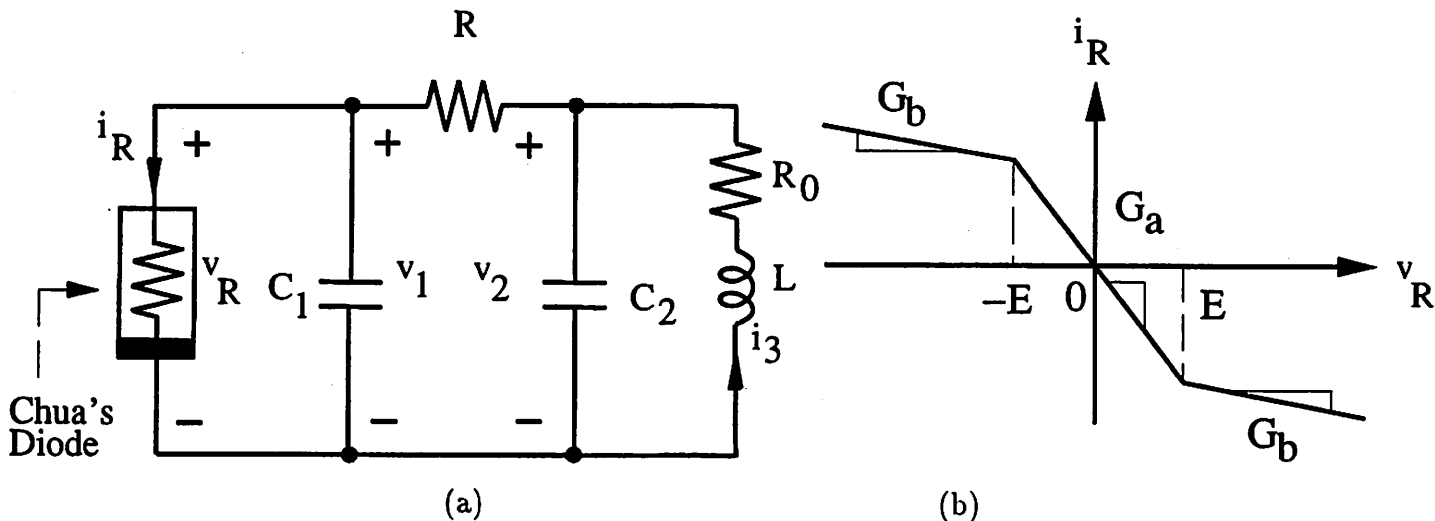 R
i_R
+
+
+
R_0
v_R
C_1
v_1
v_2
C_2
L
i_3
Chua's
Diode
−
−
−
(a)
i_R
G_b
G_a
−E
0
E
v_R
G_b
(b)